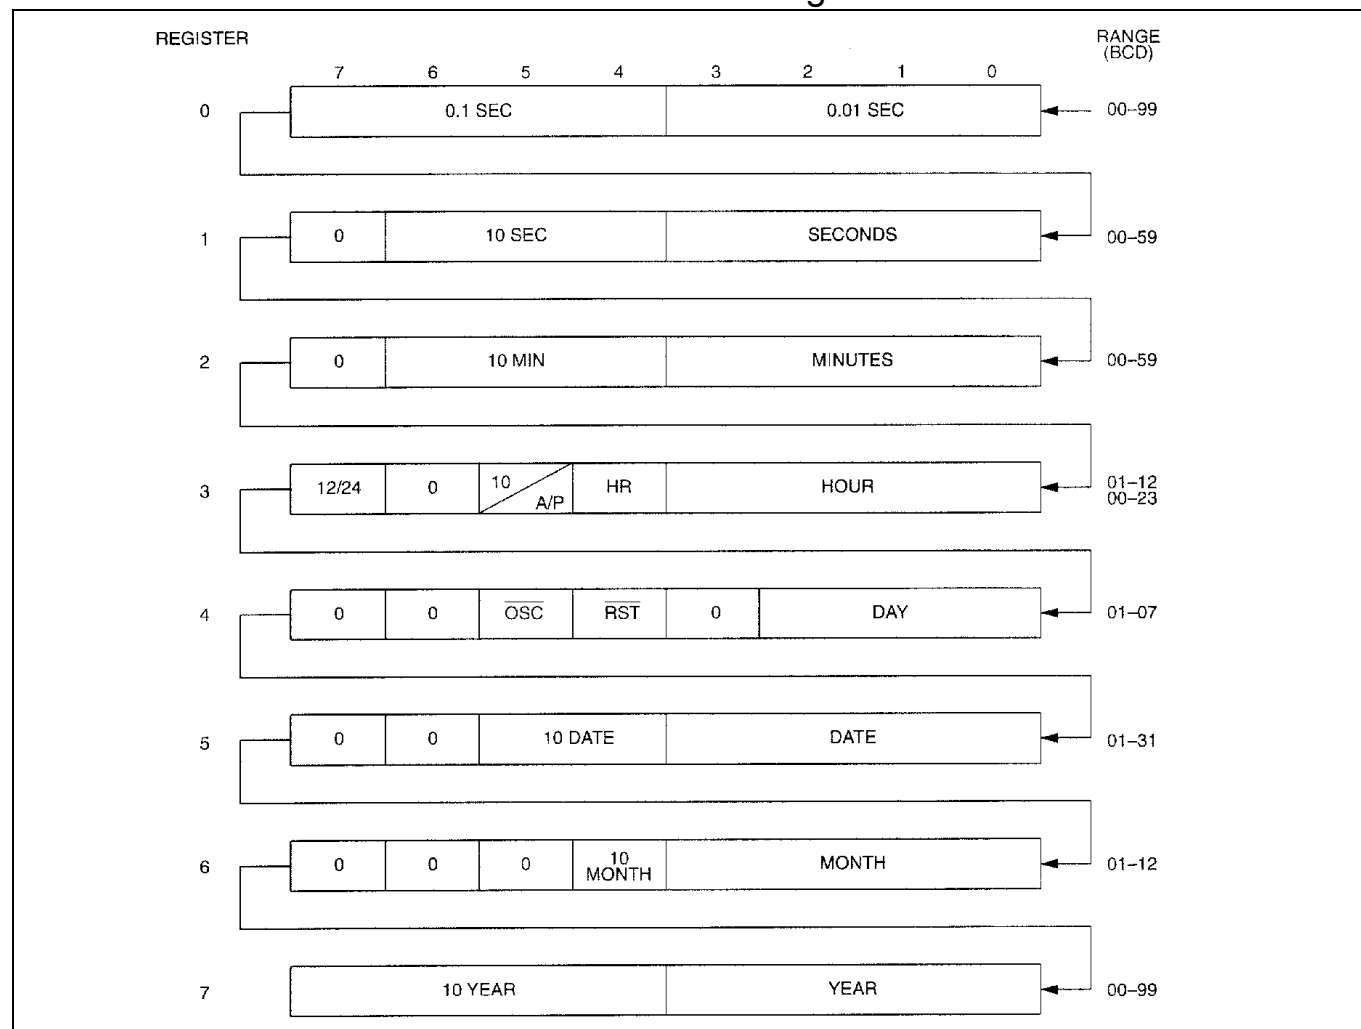 REGISTER
RANGE
(BCD)
7 6 5 4 3 2 1 0
0 0.1 SEC 0.01 SEC 00–99
1 0 10 SEC SECONDS 00–59
2 0 10 MIN MINUTES 00–59
3 12/24 0 10 A/P HR HOUR 01–12
00–23
4 0 0 OSC RST 0 DAY 01–07
5 0 0 10 DATE DATE 01–31
6 0 0 0 10 MONTH MONTH 01–12
7 10 YEAR YEAR 00–99